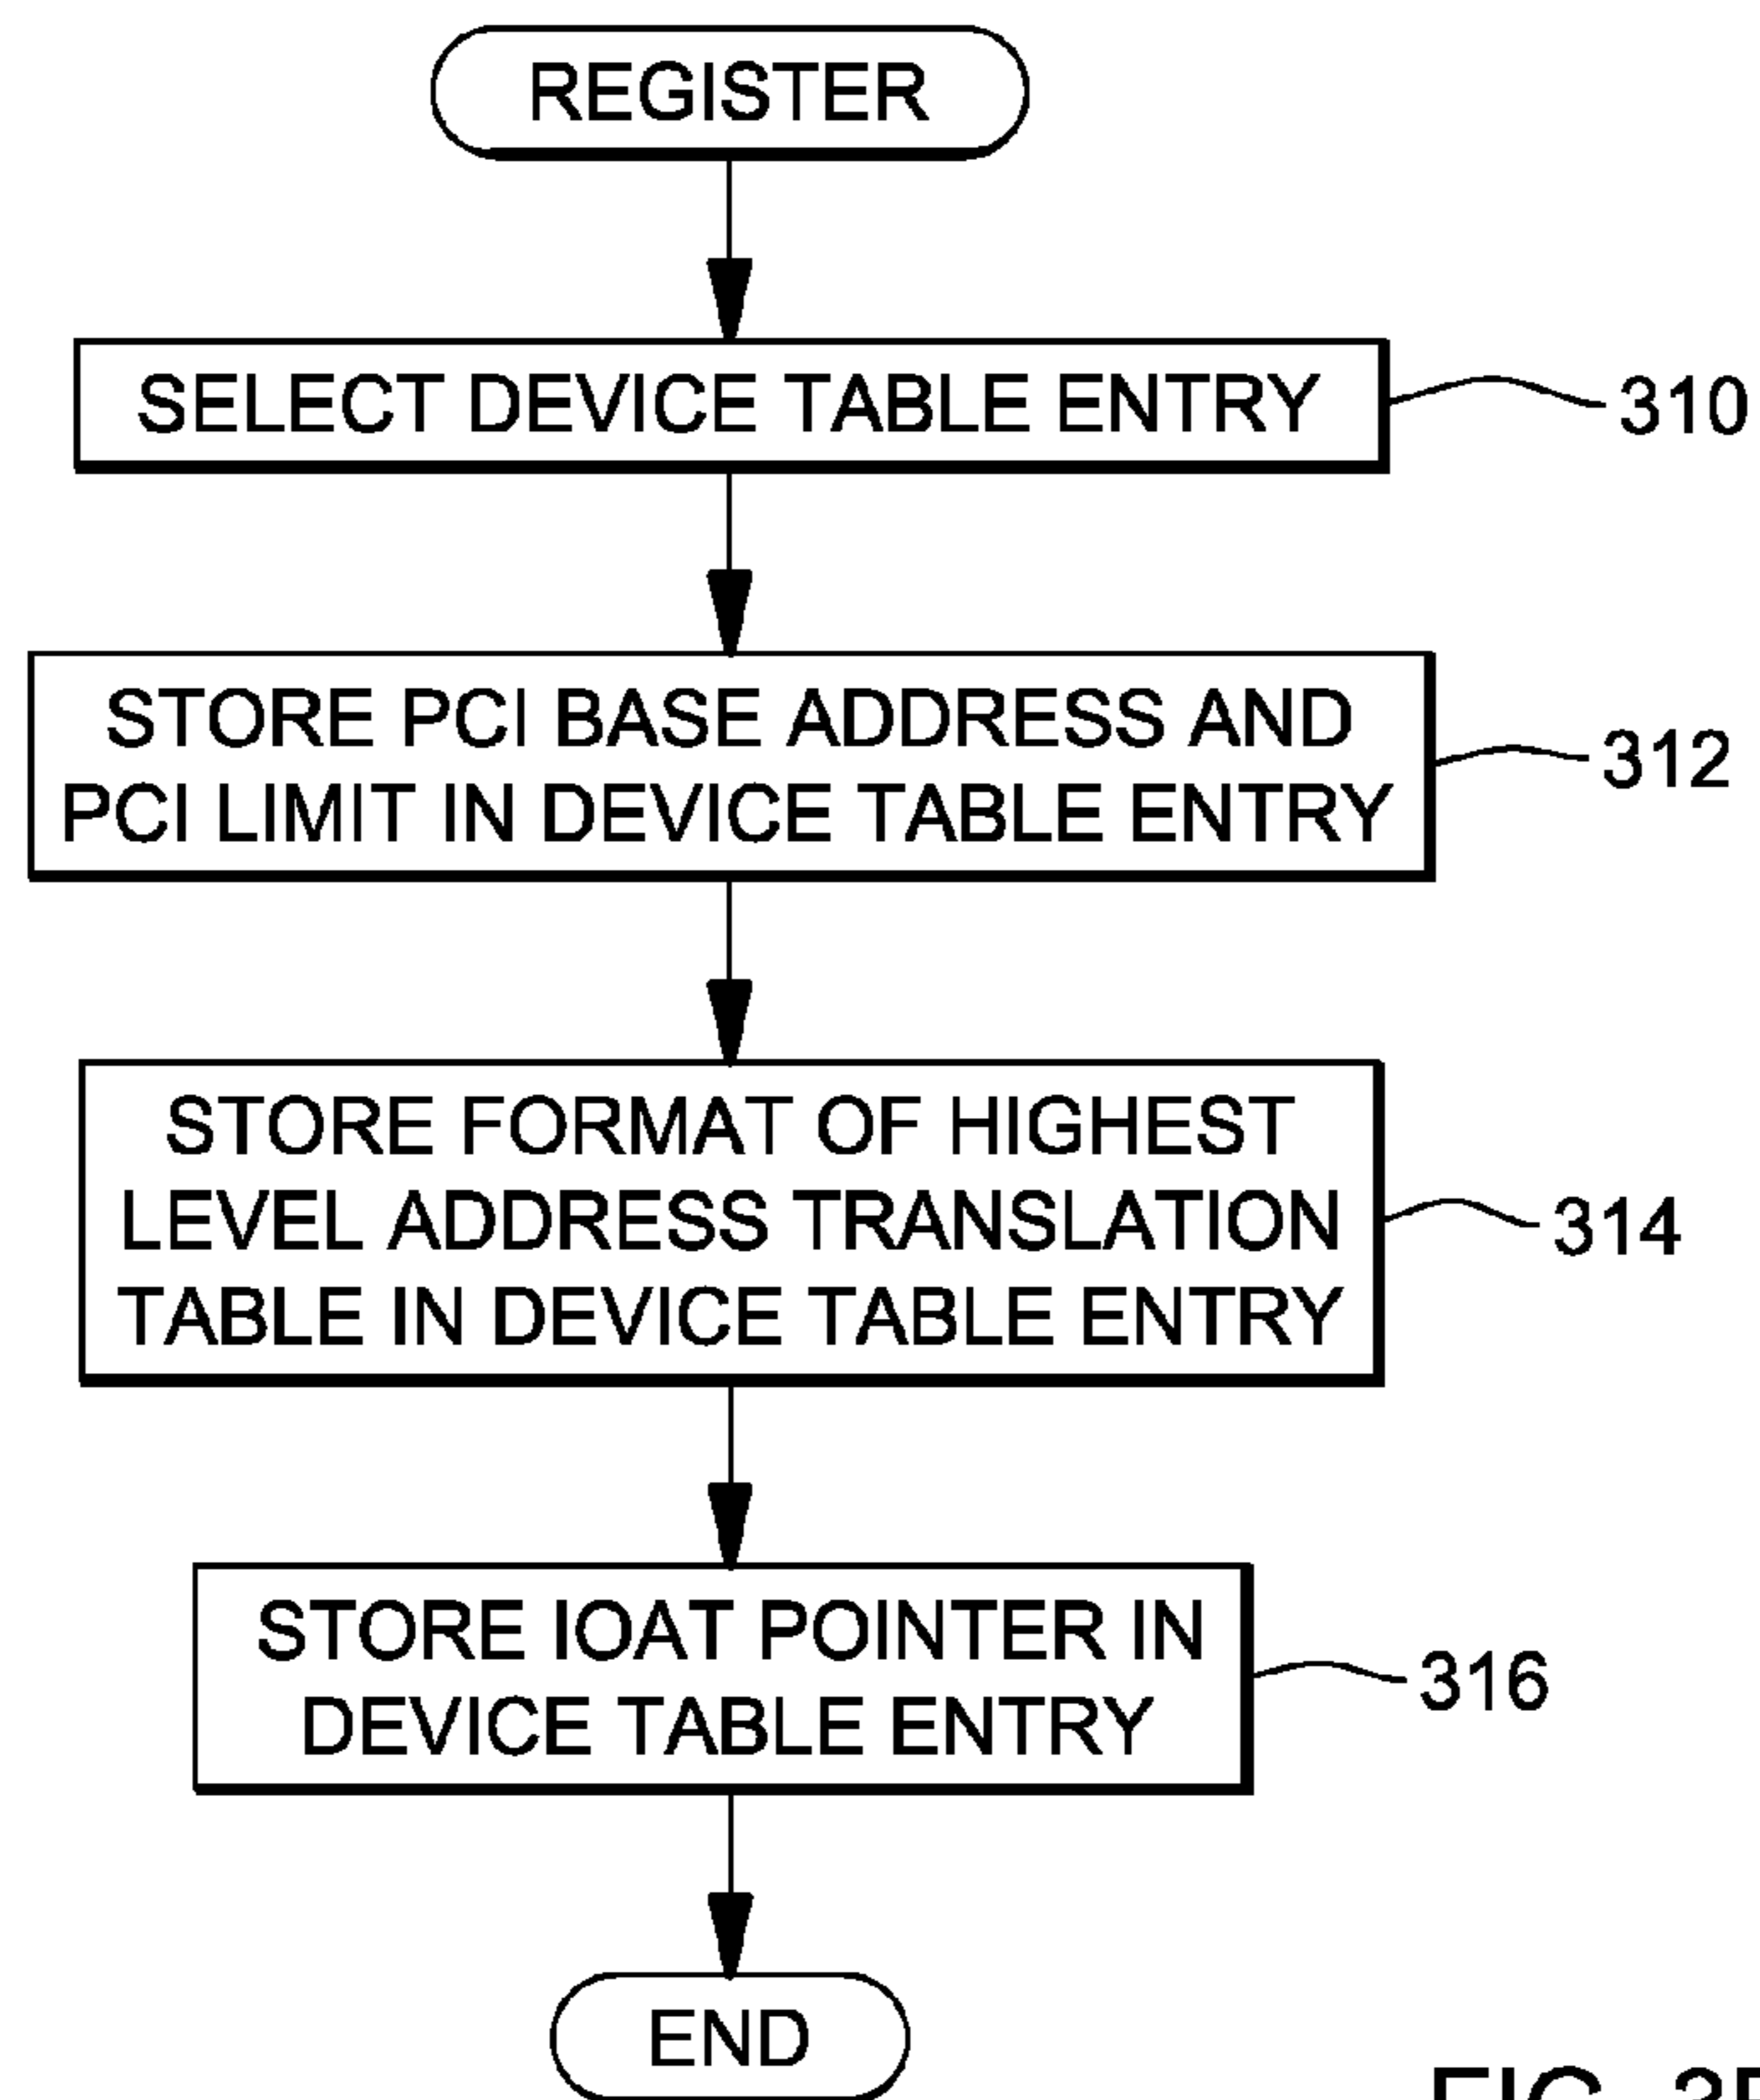 REGISTER
SELECT DEVICE TABLE ENTRY
310
STORE PCI BASE ADDRESS AND
PCI LIMIT IN DEVICE TABLE ENTRY
312
STORE FORMAT OF HIGHEST
LEVEL ADDRESS TRANSLATION
TABLE IN DEVICE TABLE ENTRY
314
STORE IOAT POINTER IN
DEVICE TABLE ENTRY
316
END
FIG.